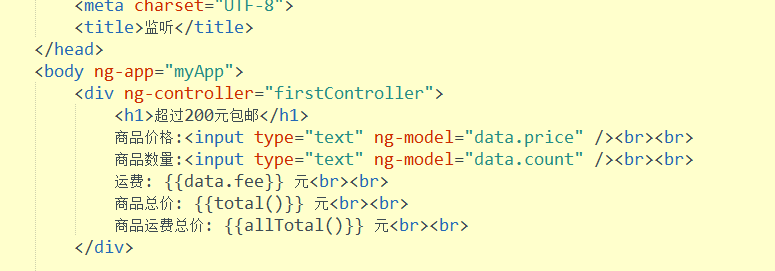 <meta charset="UTF-8">
<title>监听</title>
</head>
<body ng-app="myApp">
<div ng-controller="firstController">
<h1>超过200元包邮</h1>
商品价格:<input type="text" ng-model="data.price" /><br><br>
商品数量:<input type="text" ng-model="data.count" /><br><br>
运费: {{data.fee}} 元<br><br>
商品总价: {{total()}} 元<br><br>
商品运费总价: {{allTotal()}} 元<br><br>
</div>